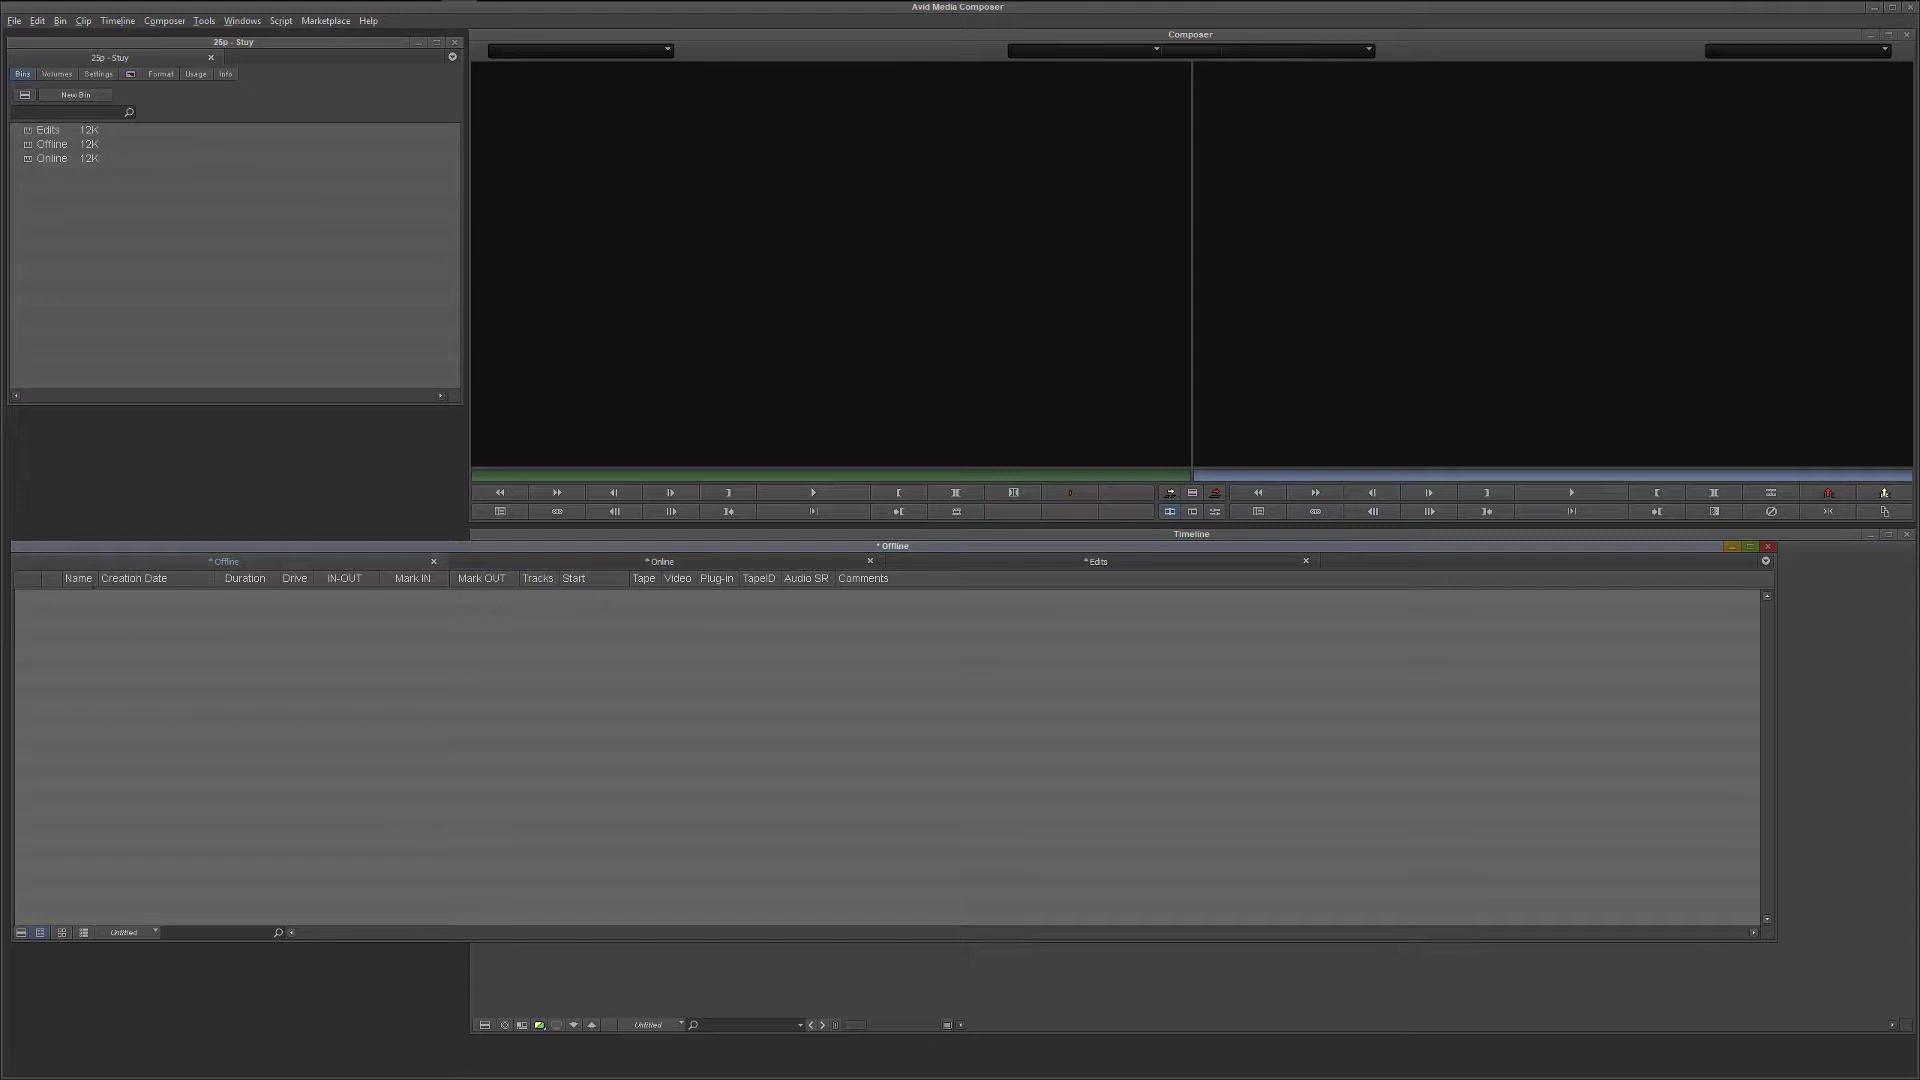 Avid Media Composer
File Edit Bin Clip Timeline Composer Tools Windows Script Marketplace Help
25p - Stuy
Composer
25p - Stuy
Bins Volumes Settings Format Usage Info
New Bin
Edits 12K
Offline 12K
Online 12K
Timeline
* Offline
* Offline * Online * Edits
Name Creation Date Duration Drive IN-OUT Mark IN Mark OUT Tracks Start Tape Video Plug-in TapeID Audio SR Comments
Untitled
Untitled